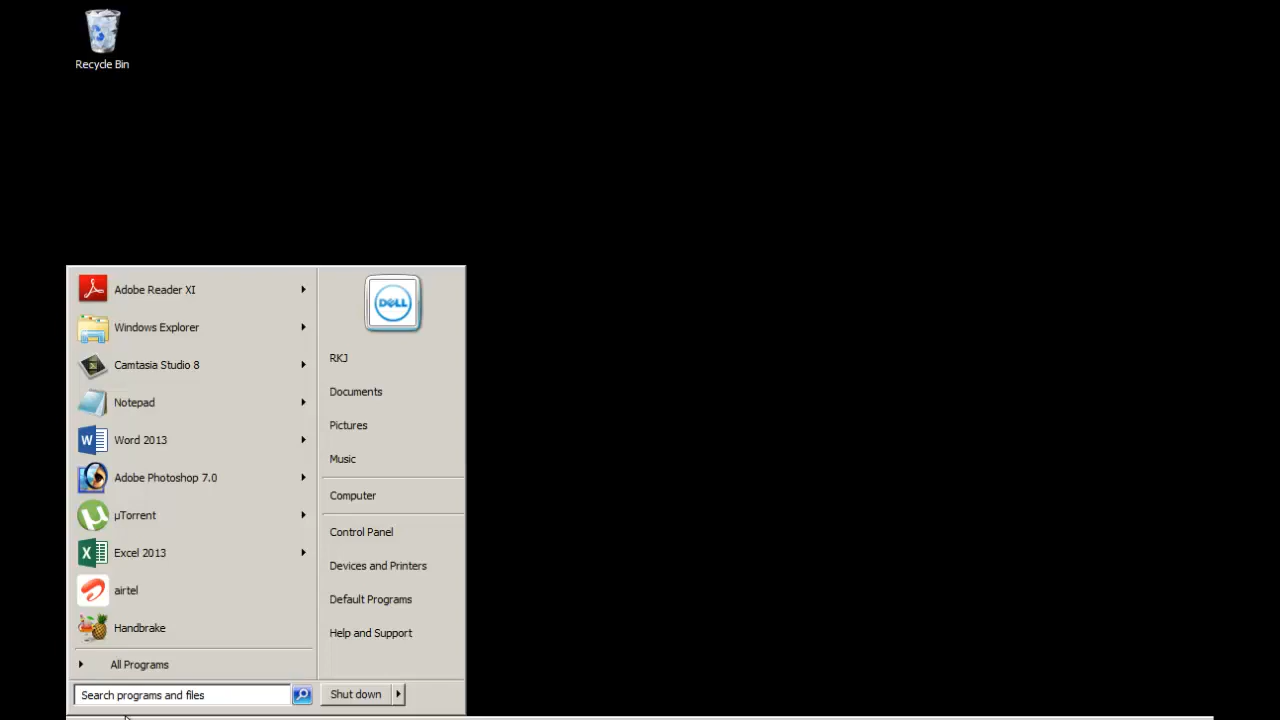 Recycle Bin
Adobe Reader XI
Windows Explorer
Camtasia Studio 8
Notepad
Word 2013
Adobe Photoshop 7.0
µTorrent
Excel 2013
airtel
Handbrake
All Programs
Search programs and files
DELL
RKJ
Documents
Pictures
Music
Computer
Control Panel
Devices and Printers
Default Programs
Help and Support
Shut down